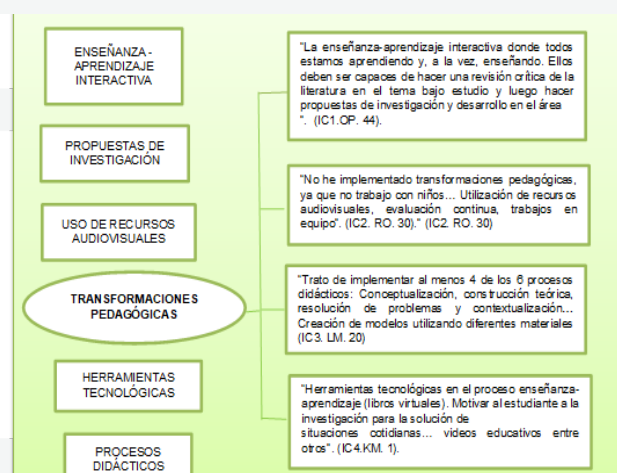 ENSEÑANZA -
APRENDIZAJE
INTERACTIVA
PROPUESTAS DE
INVESTIGACIÓN
USO DE RECURSOS
AUDIOVISUALES
TRANSFORMACIONES
PEDAGÓGICAS
HERRAMIENTAS
TECNOLÓGICAS
PROCESOS
DIDÁCTICOS
"La enseñanza-aprendizaje interactiva donde todos
estamos aprendiendo y, a la vez, enseñando. Ellos
deben ser capaces de hacer una revisión crítica de la
literatura en el tema bajo estudio y luego hacer
propuestas de investigación y desarrollo en el área
". (IC1.OP. 44).
"No he implementado transformaciones pedagógicas,
ya que no trabajo con niños... Utilización de recursos
audiovisuales, evaluación continua, trabajos en
equipo". (IC2. RO. 30)." (IC2. RO. 30)
"Trato de implementar al menos 4 de los 6 procesos
didácticos: Conceptualización, construcción teórica,
resolución de problemas y contextualización...
Creación de modelos utilizando diferentes materiales
(IC3. LM. 20)
"Herramientas tecnológicas en el proceso enseñanza-
aprendizaje (libros virtuales). Motivar al estudiante a la
investigación para la solución de
situaciones cotidianas... videos educativos entre
otros". (IC4.KM. 1).